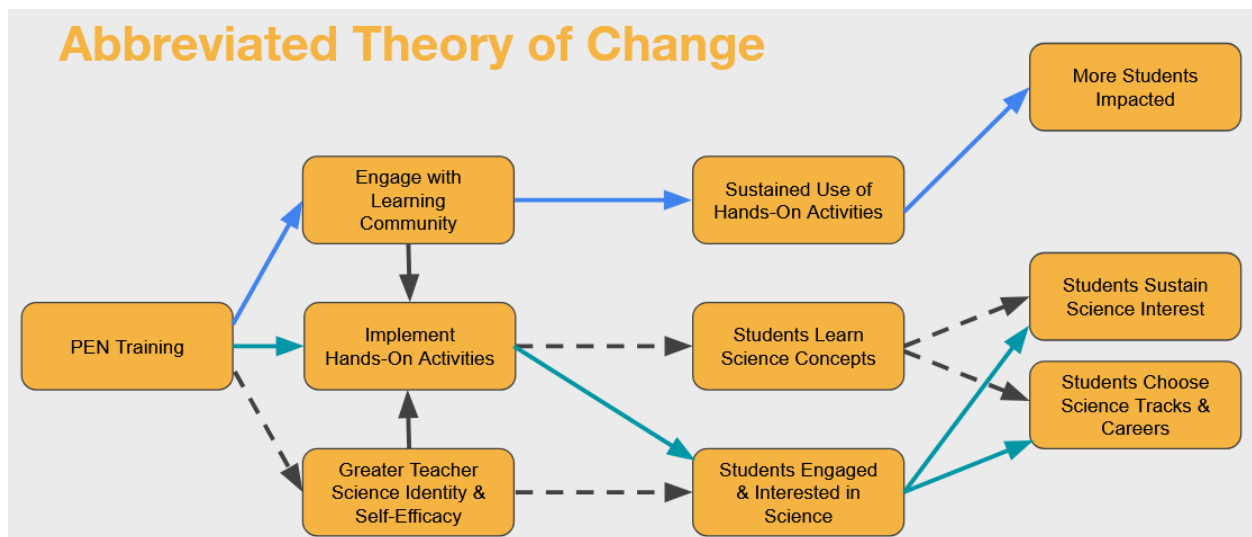 Abbreviated Theory of Change
More Students
Impacted
Engage with
Learning
Community
Sustained Use of
Hands-On Activities
PEN Training
Implement
Hands-On Activities
Students Learn
Science Concepts
Students Sustain
Science Interest
Students Choose
Science Tracks &
Careers
Greater Teacher
Science Identity &
Self-Efficacy
Students Engaged
& Interested in
Science